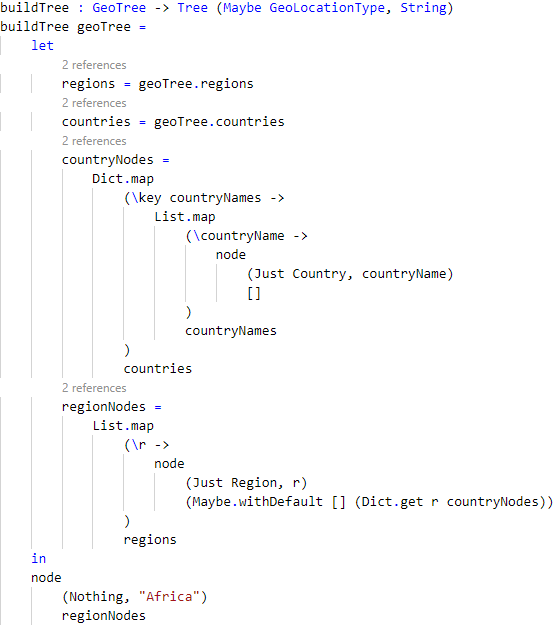 buildTree : GeoTree -> Tree (Maybe GeoLocationType, String)
buildTree geoTree =
    let
        2 references
        regions = geoTree.regions
        2 references
        countries = geoTree.countries
        2 references
        countryNodes =
            Dict.map
                (\key countryNames ->
                    List.map
                        (\countryName ->
                            node
                                (Just Country, countryName)
                                []
                        )
                        countryNames
                )
                countries
        2 references
        regionNodes =
            List.map
                (\r ->
                    node
                        (Just Region, r)
                        (Maybe.withDefault [] (Dict.get r countryNodes))
                )
                regions
    in
    node
        (Nothing, "Africa")
        regionNodes